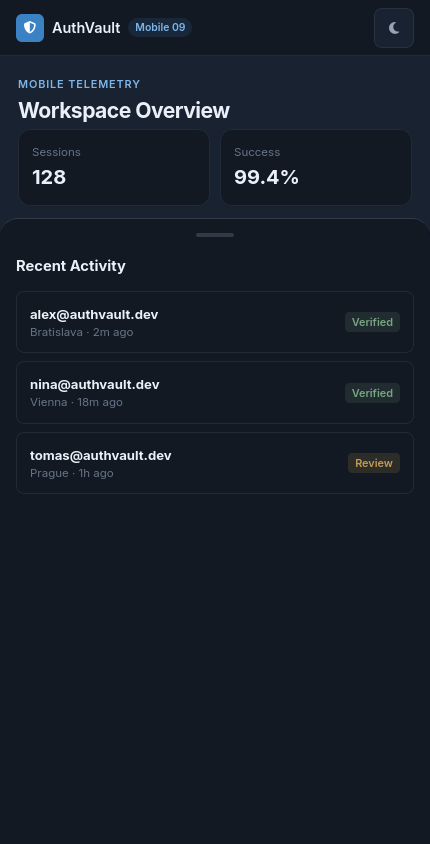 AuthVault Mobile 09
MOBILE TELEMETRY
Workspace Overview
Sessions
128
Success
99.4%
Recent Activity
alex@authvault.dev
Bratislava · 2m ago
Verified
nina@authvault.dev
Vienna · 18m ago
Verified
tomas@authvault.dev
Prague · 1h ago
Review